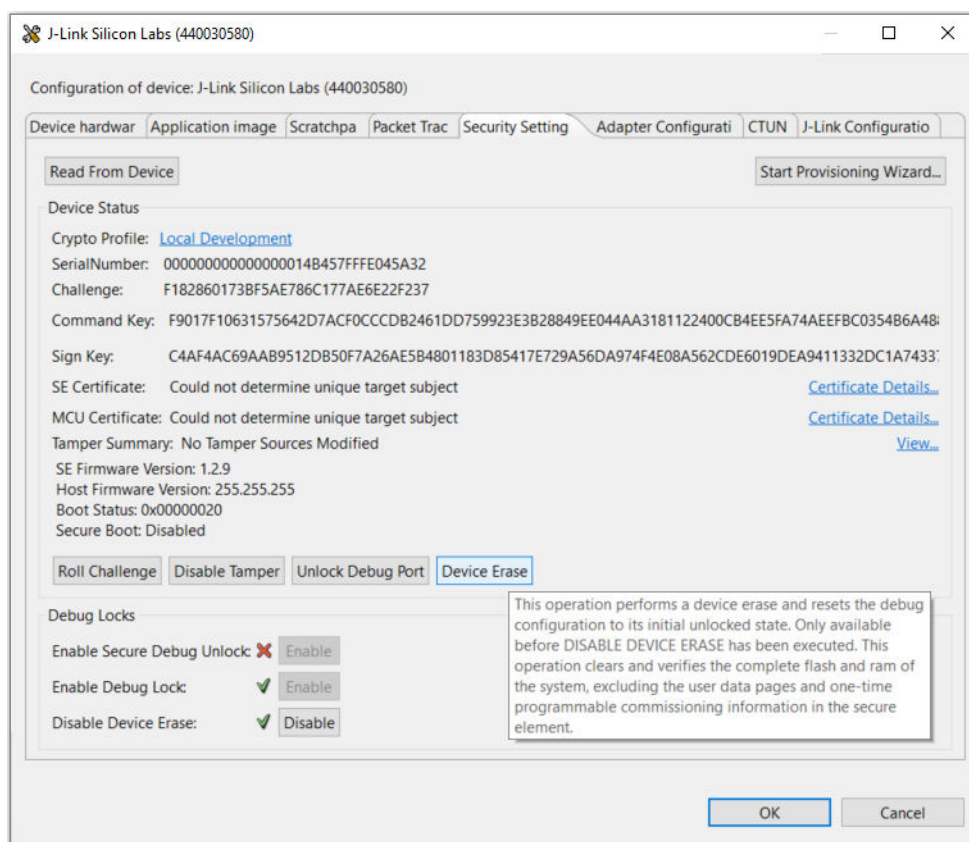 J-Link Silicon Labs (440030580)
Configuration of device: J-Link Silicon Labs (440030580)
Device hardwar Application image Scratchpa Packet Trac Security Setting Adapter Configurati CTUN J-Link Configuratio
Read From Device Start Provisioning Wizard...
Device Status
Crypto Profile: Local Development
SerialNumber: 000000000000000014B457FFFE045A32
Challenge: F182860173BF5AE786C177AE6E22F237
Command Key: F9017F10631575642D7ACF0CCCDB2461DD759923E3B28849EE044AA3181122400CB4EE5FA74AEEFBC0354B6A48
Sign Key: C4AF4AC69AAB9512DB50F7A26AE5B4801183D85417E729A56DA974F4E08A562CDE6019DEA9411332DC1A74337
SE Certificate: Could not determine unique target subject Certificate Details...
MCU Certificate: Could not determine unique target subject Certificate Details...
Tamper Summary: No Tamper Sources Modified View...
SE Firmware Version: 1.2.9
Host Firmware Version: 255.255.255
Boot Status: 0x00000020
Secure Boot: Disabled
Roll Challenge Disable Tamper Unlock Debug Port Device Erase
This operation performs a device erase and resets the debug
configuration to its initial unlocked state. Only available
before DISABLE DEVICE ERASE has been executed. This
operation clears and verifies the complete flash and ram of
the system, excluding the user data pages and one-time
programmable commissioning information in the secure
element.
Debug Locks
Enable Secure Debug Unlock: Enable
Enable Debug Lock: Enable
Disable Device Erase: Disable
OK Cancel